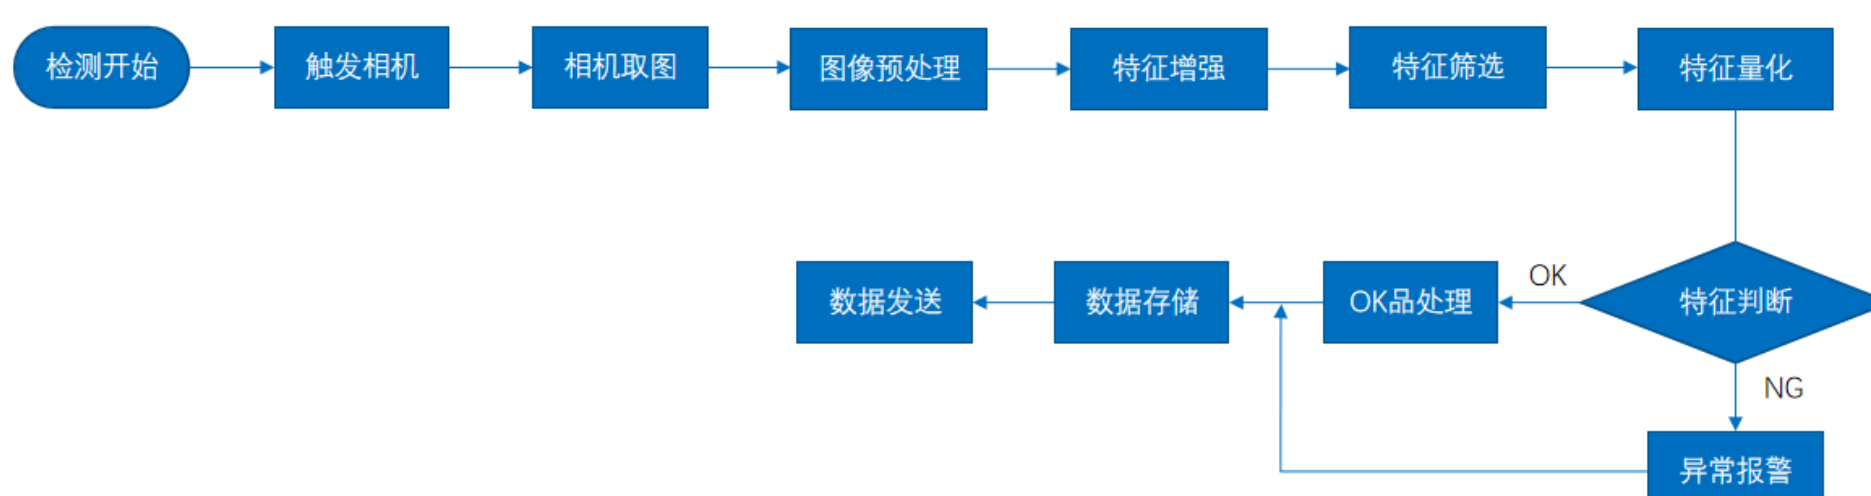 检测开始
触发相机
相机取图
图像预处理
特征增强
特征筛选
特征量化
数据发送
数据存储
OK品处理
OK
特征判断
NG
异常报警